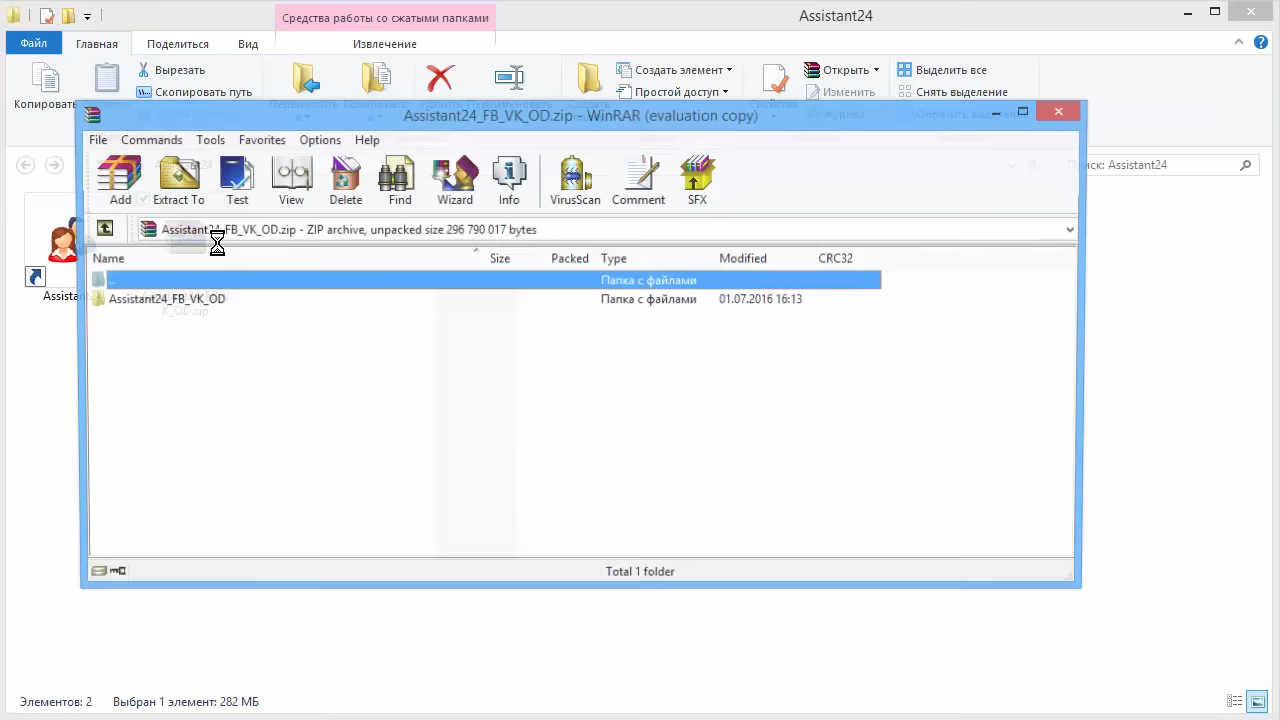 Средства работы со сжатыми папками
Assistant24
Файл
Главная
Поделиться
Вид
Извлечение
Копировать
Вырезать
Скопировать путь
Создать элемент
Простой доступ
Открыть
Изменить
Журнал
Выделить все
Снять выделение
Поиск: Assistant24
Assistant24_FB_VK_OD.zip - WinRAR (evaluation copy)
File Commands Tools Favorites Options Help
Add Extract To Test View Delete Find Wizard Info VirusScan Comment SFX
Assistant24_FB_VK_OD.zip - ZIP archive, unpacked size 296 790 017 bytes
Name Size Packed Type Modified CRC32
.. Папка с файлами
Assistant24_FB_VK_OD Папка с файлами 01.07.2016 16:13
K_OD.zip
Total 1 folder
Элементов: 2 Выбран 1 элемент: 282 МБ